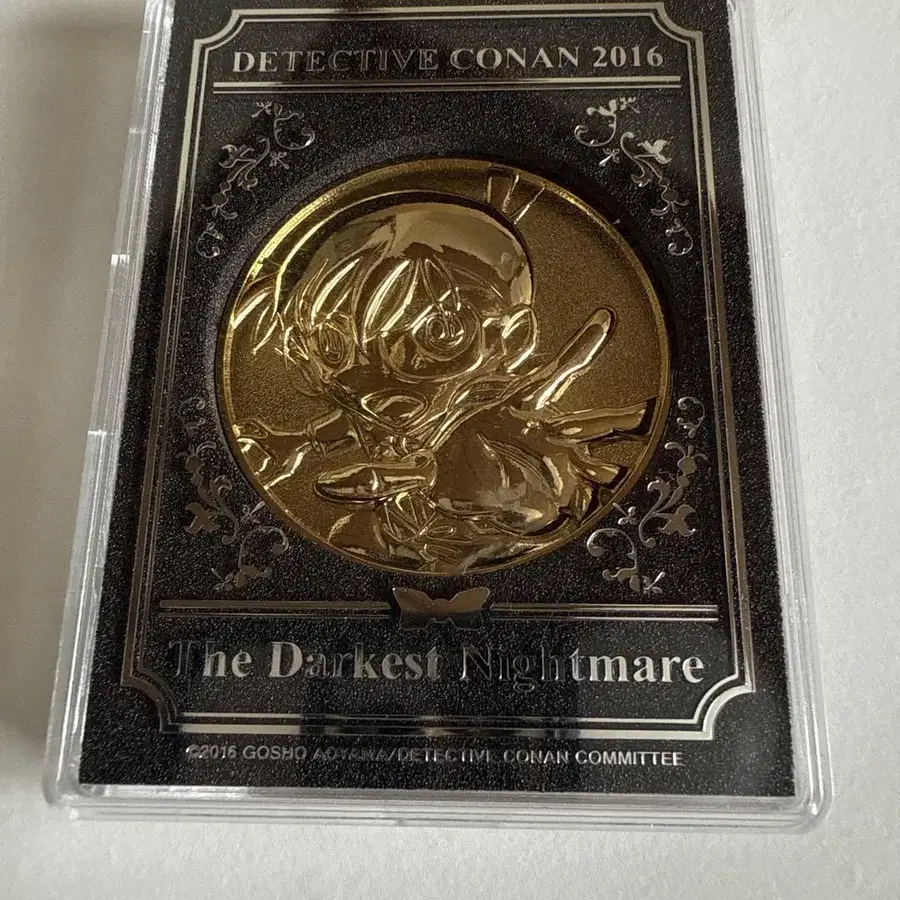 DETECTIVE CONAN 2016
The Darkest Nightmare
©2016 GOSHO AOYAMA/DETECTIVE CONAN COMMITTEE